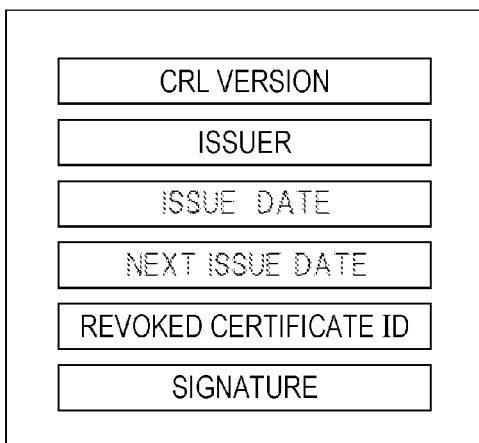 CRL VERSION
ISSUER
ISSUE DATE
NEXT ISSUE DATE
REVOKED CERTIFICATE ID
SIGNATURE